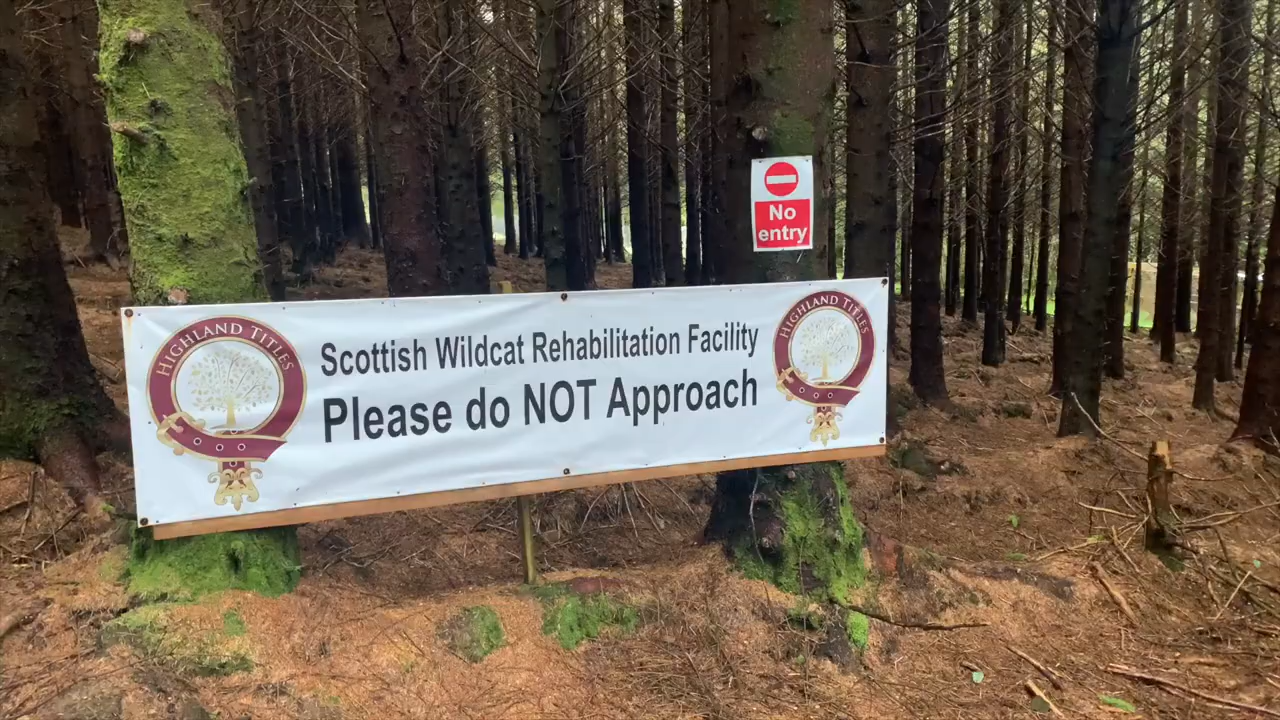 No
entry
HIGHLAND TITLES
Scottish Wildcat Rehabilitation Facility
Please do NOT Approach
HIGHLAND TITLES